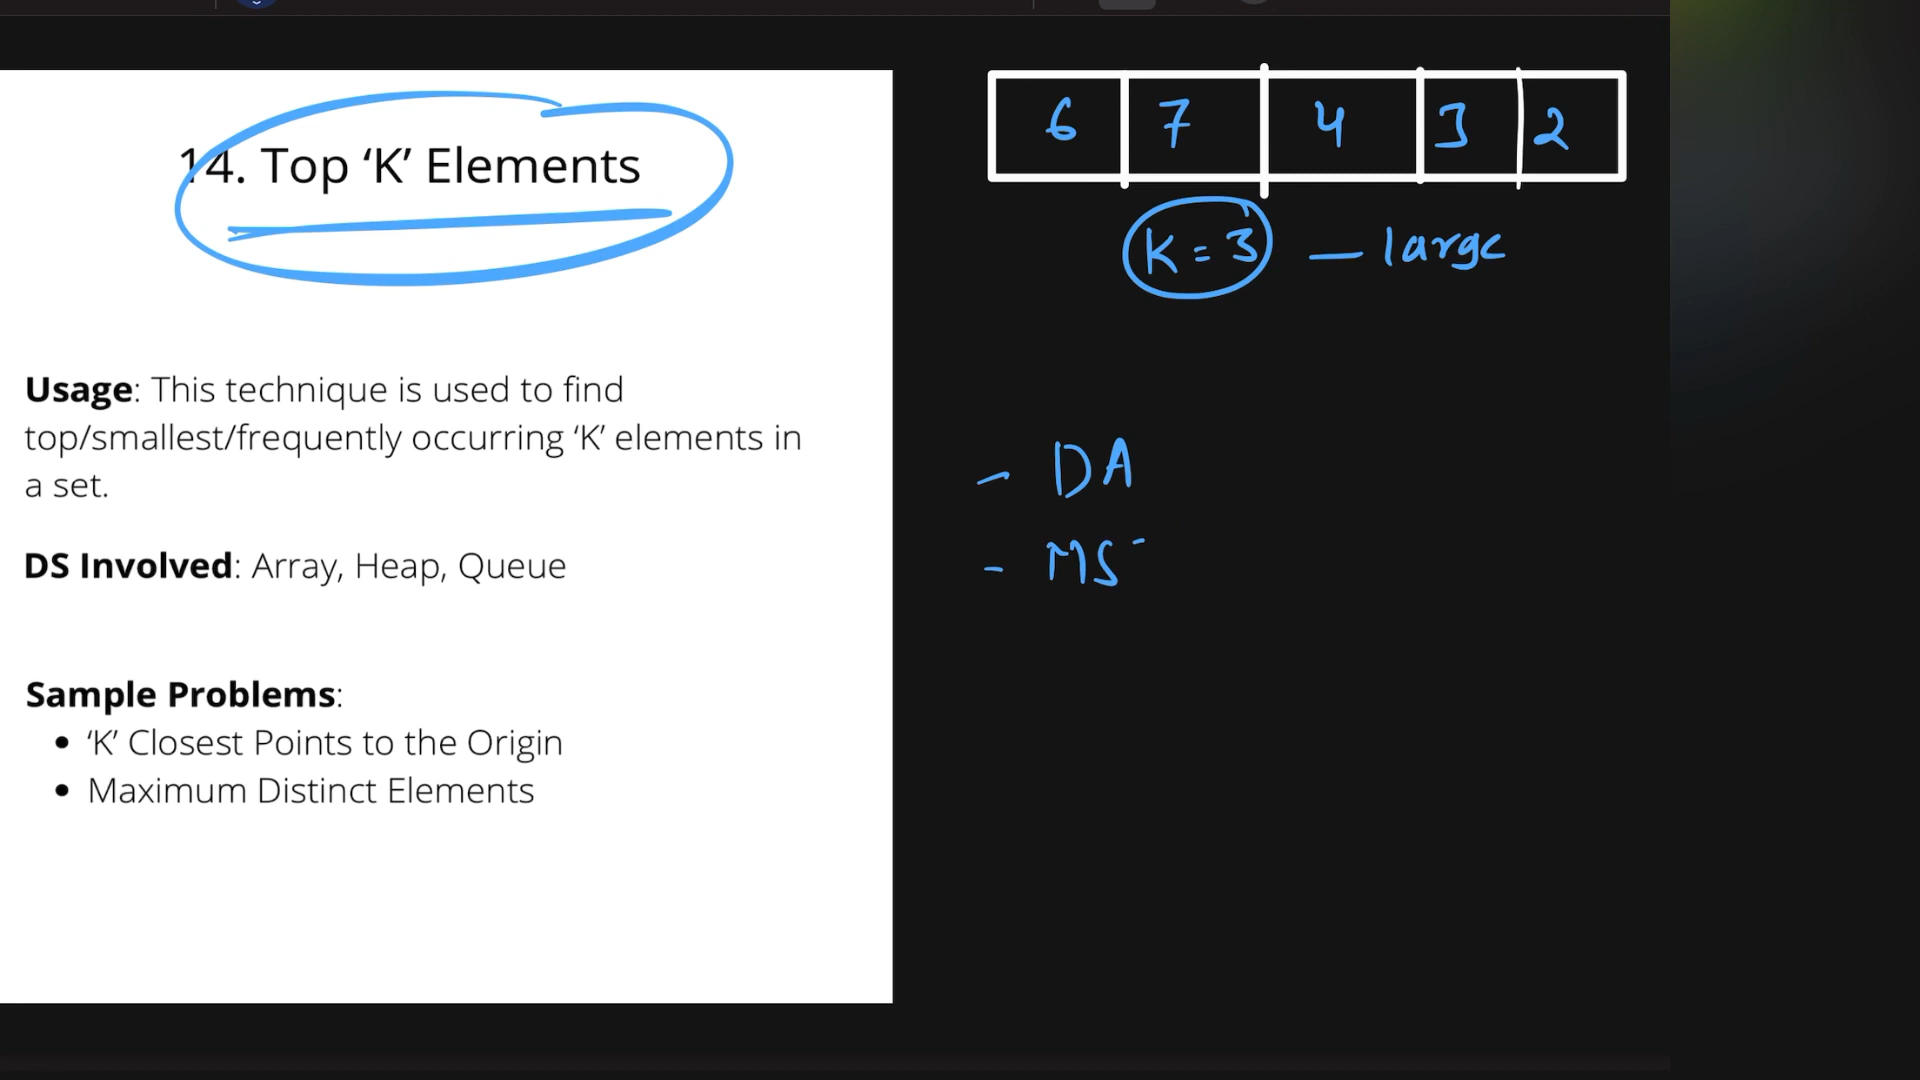 14. Top ‘K’ Elements
Usage: This technique is used to find
top/smallest/frequently occurring ‘K’ elements in
a set.
DS Involved: Array, Heap, Queue
Sample Problems:
• ‘K’ Closest Points to the Origin
• Maximum Distinct Elements
6 7 4 3 2
K = 3 — large
- DA
- MS -